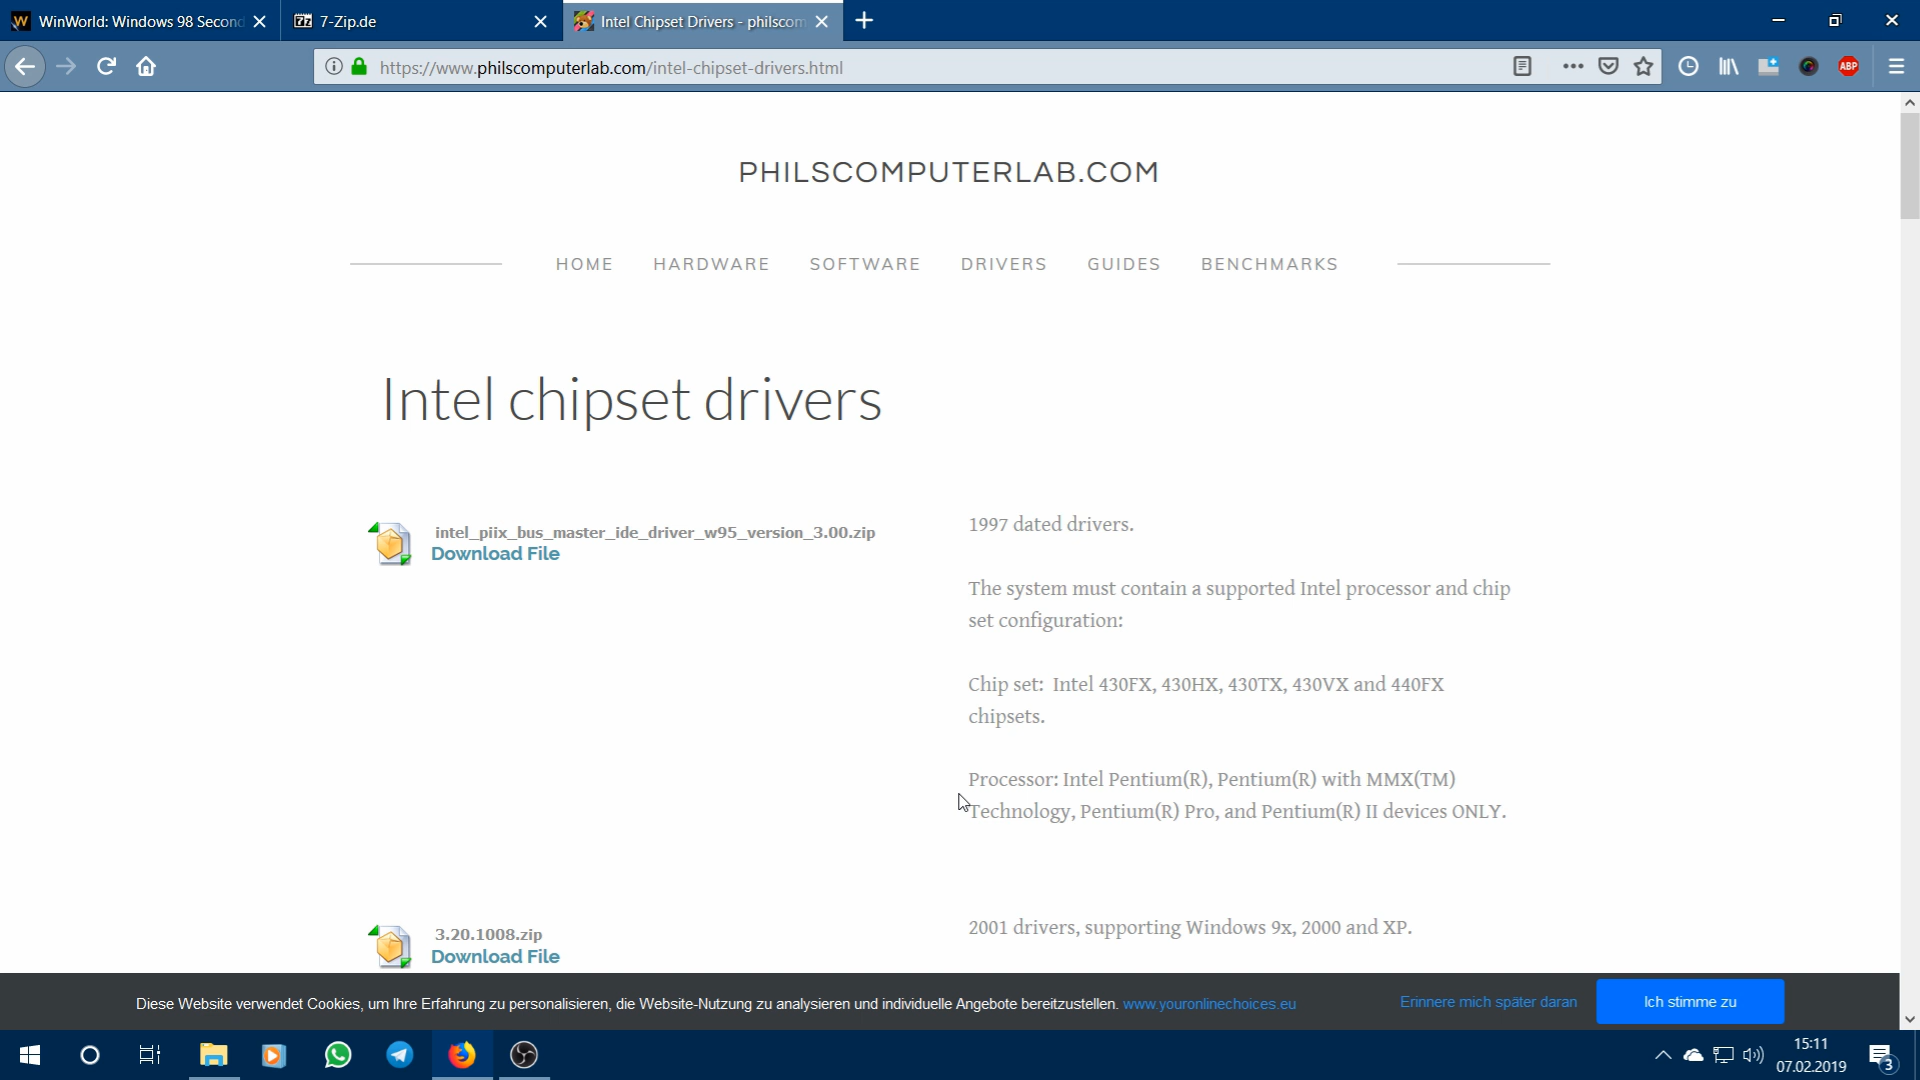 WinWorld: Windows 98 Second
7-Zip.de
Intel Chipset Drivers - philscom
https://www.philscomputerlab.com/intel-chipset-drivers.html
ABP
PHILSCOMPUTERLAB.COM
HOME HARDWARE SOFTWARE DRIVERS GUIDES BENCHMARKS
Intel chipset drivers
intel_piix_bus_master_ide_driver_w95_version_3.00.zip
Download File
1997 dated drivers.
The system must contain a supported Intel processor and chip
set configuration:
Chip set: Intel 430FX, 430HX, 430TX, 430VX and 440FX
chipsets.
Processor: Intel Pentium(R), Pentium(R) with MMX(TM)
Technology, Pentium(R) Pro, and Pentium(R) II devices ONLY.
3.20.1008.zip
Download File
2001 drivers, supporting Windows 9x, 2000 and XP.
Diese Website verwendet Cookies, um Ihre Erfahrung zu personalisieren, die Website-Nutzung zu analysieren und individuelle Angebote bereitzustellen. www.youronlinechoices.eu
Erinnere mich später daran
Ich stimme zu
15:11
07.02.2019
3